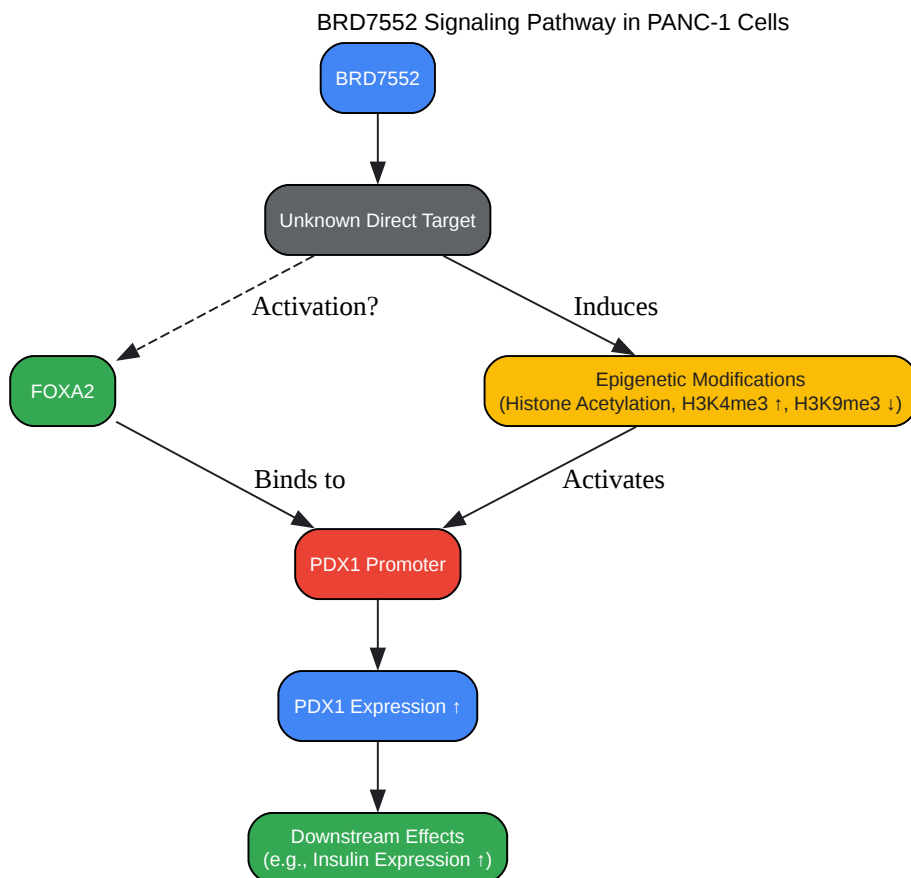 BRD7552 Signaling Pathway in PANC-1 Cells
BRD7552
Unknown Direct Target
Activation?
Induces
FOXA2
Epigenetic Modifications
(Histone Acetylation, H3K4me3 ↑, H3K9me3 ↓)
Binds to
Activates
PDX1 Promoter
PDX1 Expression ↑
Downstream Effects
(e.g., Insulin Expression ↑)